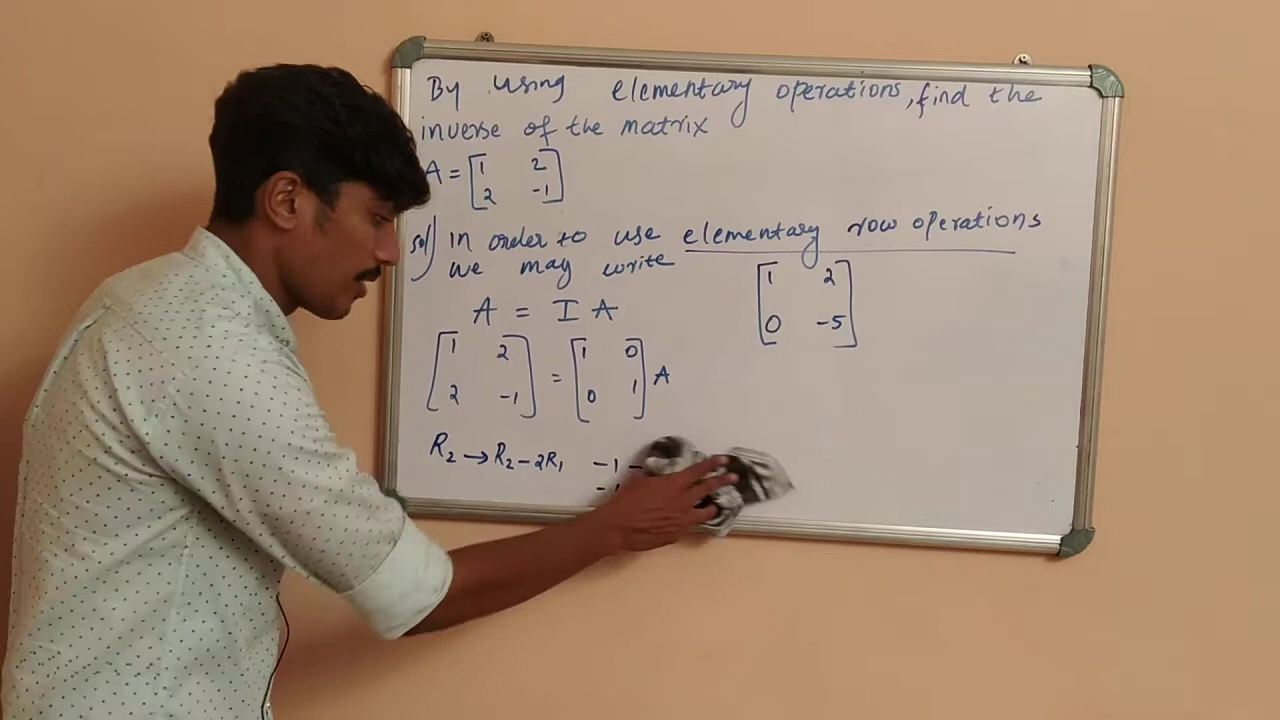 By using elementary operations, find the
inverse of the matrix
A = [1 2
2 -1]
sol) in order to use elementary row operations
we may write
A = I A
[1 2
2 -1] = [1 0
0 1] A
R2 → R2 - 2R1 -1 -
[1 2
0 -5]